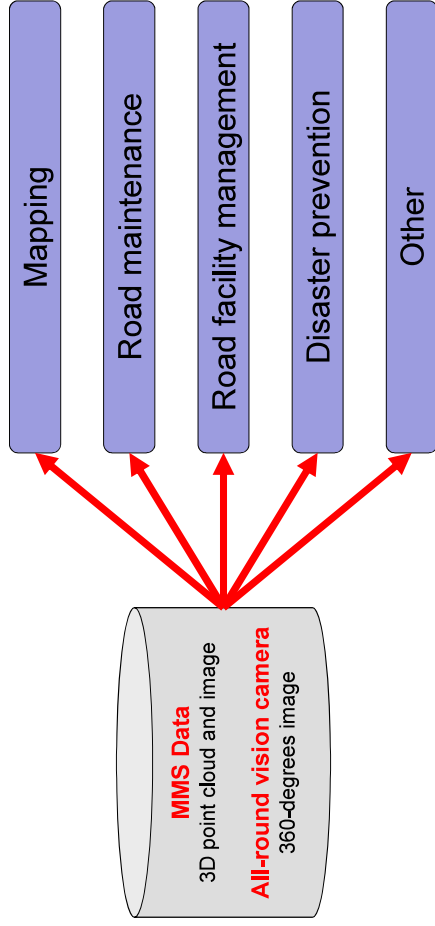 MMS Data
3D point cloud and image
All-round vision camera
360-degrees image
Mapping
Road maintenance
Road facility management
Disaster prevention
Other